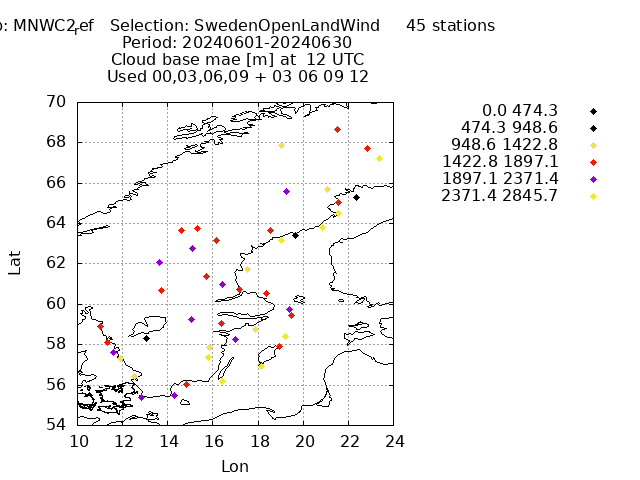 : MNWC2ref Selection: SwedenOpenLandWind 45 stations
Period: 20240601-20240630
Cloud base mae [m] at 12 UTC
Used 00,03,06,09 + 03 06 09 12
0.0 474.3
474.3 948.6
948.6 1422.8
1422.8 1897.1
1897.1 2371.4
2371.4 2845.7
70
68
66
64
62
60
58
56
54
Lat
10 12 14 16 18 20 22 24
Lon